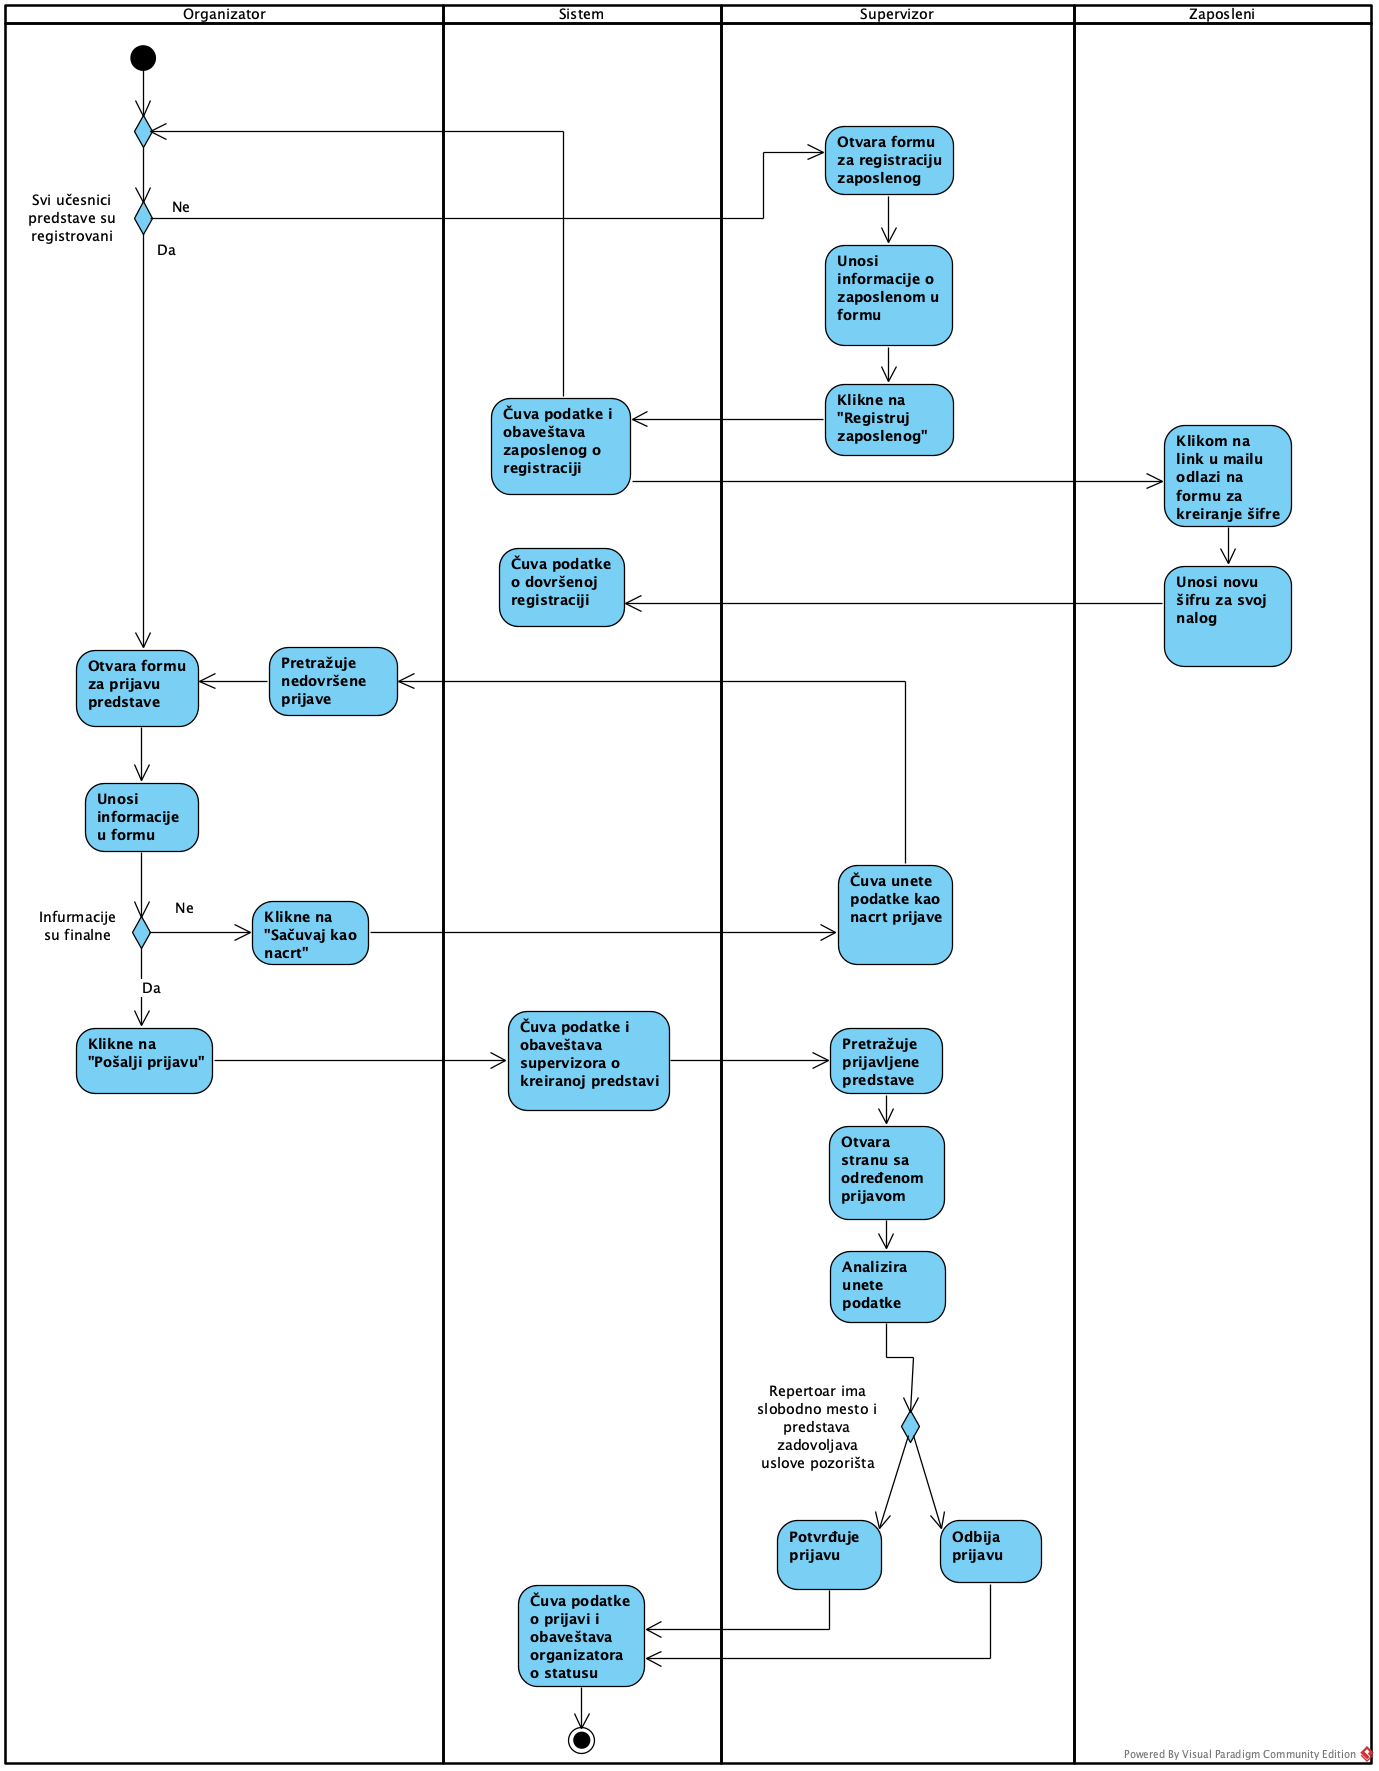 Organizator
Sistem
Supervizor
Zaposleni
Svi učesnici
predstave su
registrovani
Ne
Da
Otvara formu
za registraciju
zaposlenog
Unosi
informacije o
zaposlenom u
formu
Klikne na
"Registruj
zaposlenog"
Čuva podatke i
obaveštava
zaposlenog o
registraciji
Klikom na
link u mailu
odlazi na
formu za
kreiranje šifre
Unosi novu
šifru za svoj
nalog
Čuva podatke
o dovršenoj
registraciji
Otvara formu
za prijavu
predstave
Pretražuje
nedovršene
prijave
Unosi
informacije
u formu
Infurmacije
su finalne
Ne
Da
Klikne na
"Sačuvaj kao
nacrt"
Čuva unete
podatke kao
nacrt prijave
Klikne na
"Pošalji prijavu"
Čuva podatke i
obaveštava
supervizora o
kreiranoj predstavi
Pretražuje
prijavljene
predstave
Otvara
stranu sa
određenom
prijavom
Analizira
unete
podatke
Repertoar ima
slobodno mesto i
predstava
zadovoljava
uslove pozorišta
Potvrđuje
prijavu
Odbija
prijavu
Čuva podatke
o prijavi i
obaveštava
organizatora
o statusu
Powered By Visual Paradigm Community Edition